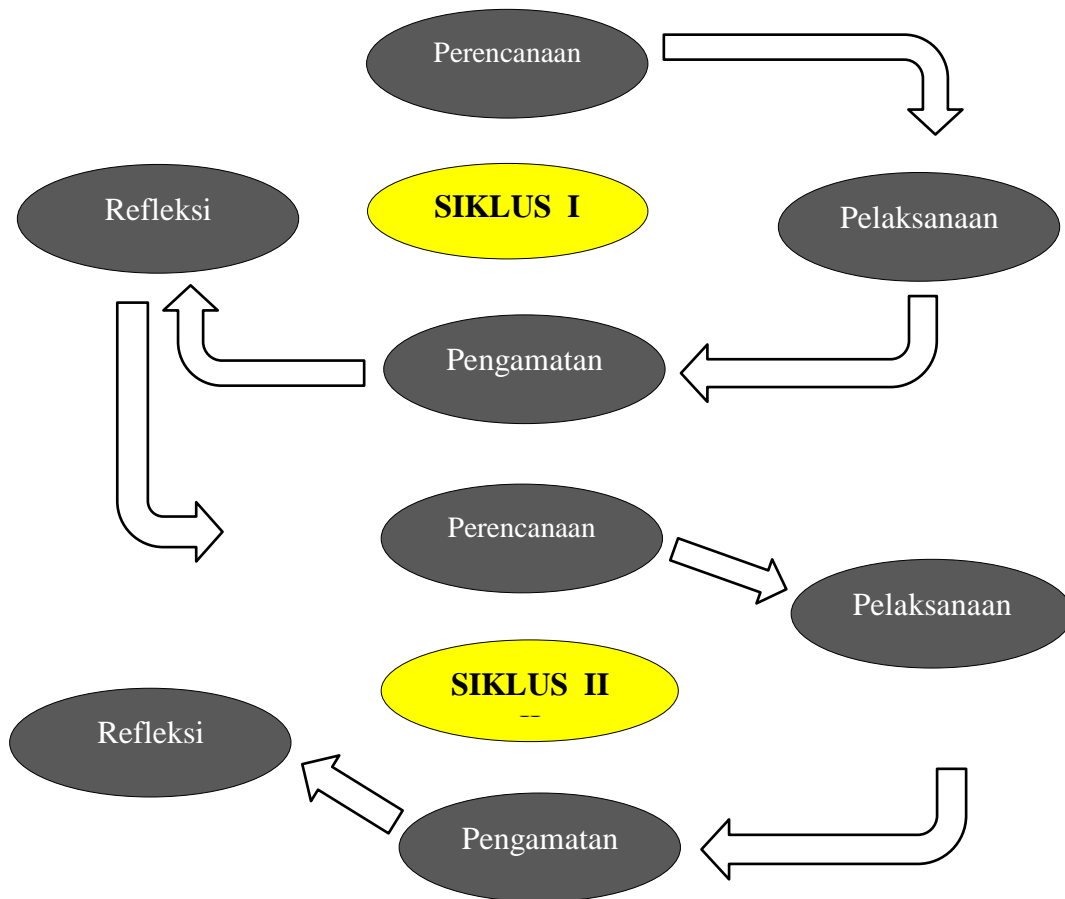 Perencanaan
Refleksi
SIKLUS I
Pelaksanaan
Pengamatan
Perencanaan
Pelaksanaan
SIKLUS II
Refleksi
Pengamatan